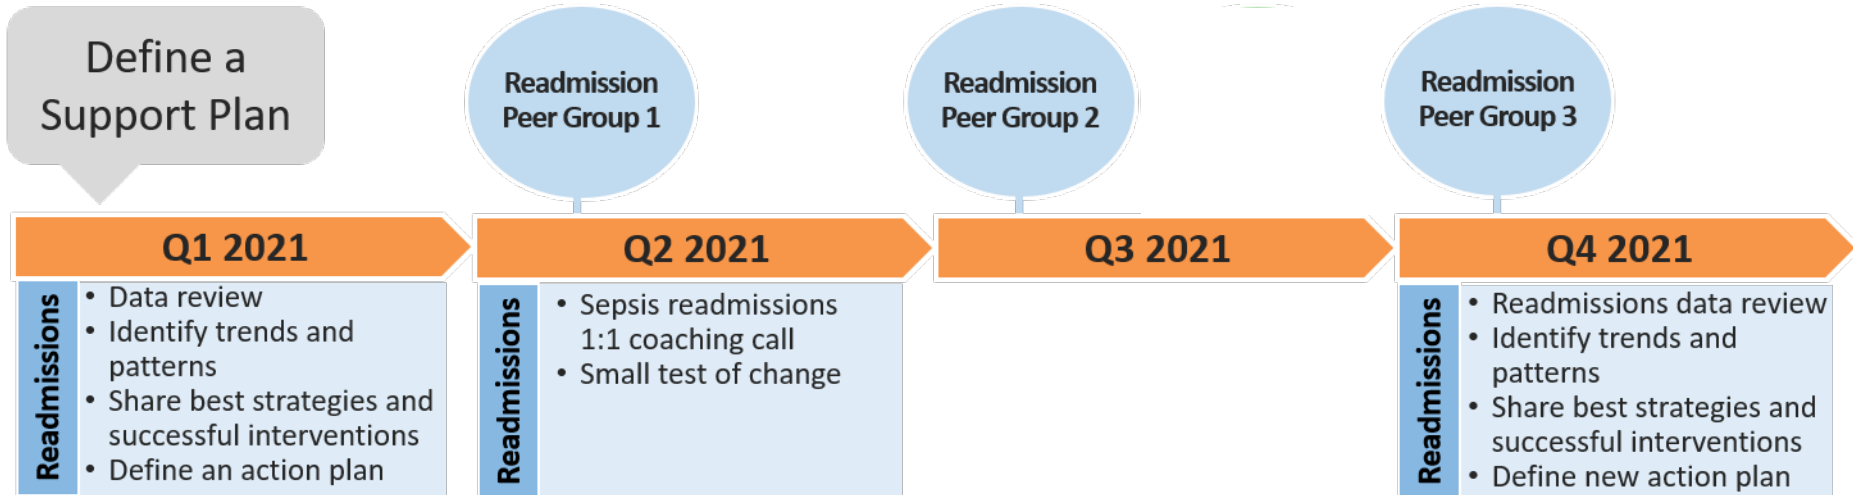 Define a
Support Plan
Readmission
Peer Group 1
Readmission
Peer Group 2
Readmission
Peer Group 3
Q1 2021
Q2 2021
Q3 2021
Q4 2021
Readmissions
• Data review
• Identify trends and
patterns
• Share best strategies and
successful interventions
• Define an action plan
Readmissions
• Sepsis readmissions
1:1 coaching call
• Small test of change
Readmissions
• Readmissions data review
• Identify trends and
patterns
• Share best strategies and
successful interventions
• Define new action plan